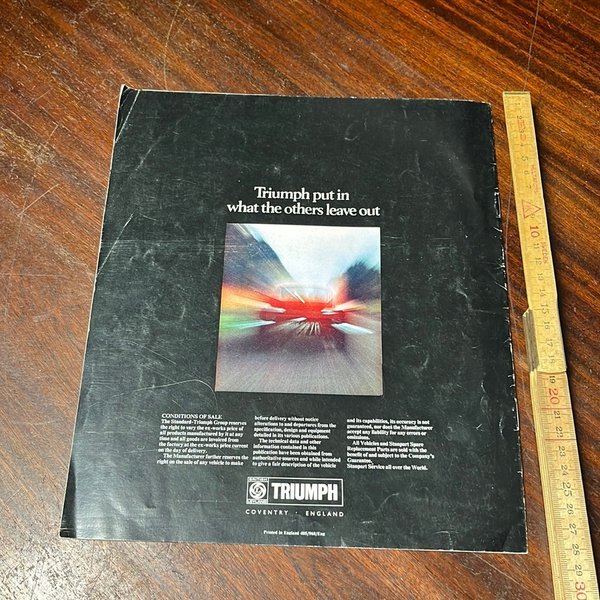 Triumph put in
what the others leave out
CONDITIONS OF SALE
The Standard-Triumph Group reserves
the right to vary the ex-works price of
all products manufactured by it at any
time and all goods are invoiced from
the factory at the ex-works price current
on the day of delivery.
The Manufacturer further reserves the
right on the sale of any vehicle to make
before delivery without notice
alterations to and departures from the
specification, design and equipment
detailed in its various publications.
The technical data and other
information contained in this
publication have been obtained from
authoritative sources and while intended
to give a fair description of the vehicle
and its capabilities, its accuracy is not
guaranteed, nor does the Manufacturer
accept any liability for any errors or
omissions.
All Vehicles and Stanpart Spare
Replacement Parts are sold with the
benefit of and subject to the Company's
Guarantee.
Stanpart Service all over the World.
BRITISH
LEYLAND
TRIUMPH
COVENTRY · ENGLAND
Printed in England 405/968/Eng
10
20
30